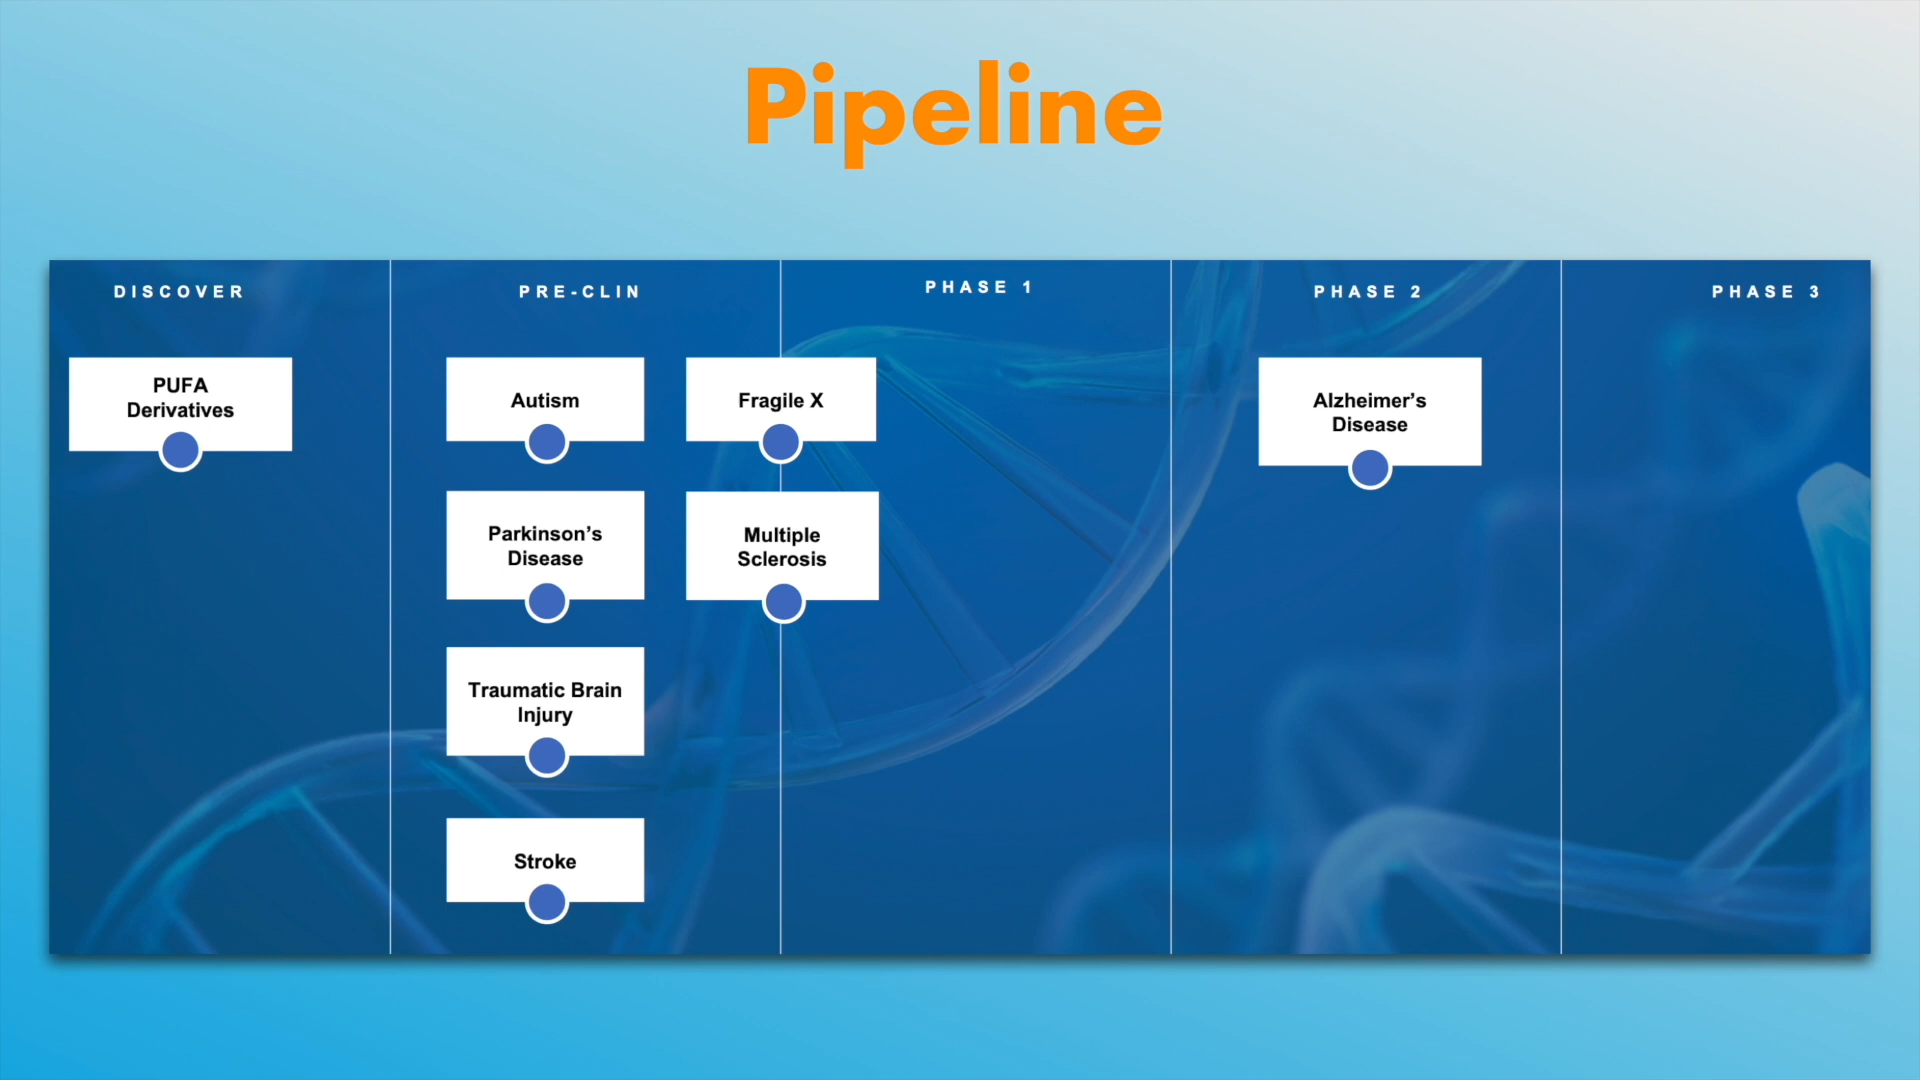 Pipeline
DISCOVER
PRE-CLIN
PHASE 1
PHASE 2
PHASE 3
PUFA
Derivatives
Autism
Fragile X
Alzheimer’s
Disease
Parkinson’s
Disease
Multiple
Sclerosis
Traumatic Brain
Injury
Stroke